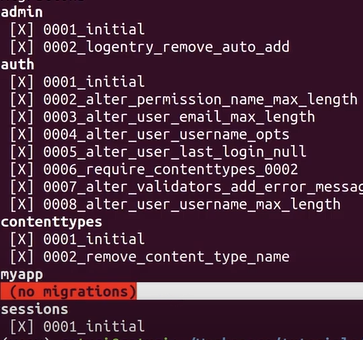 admin
[X] 0001_initial
[X] 0002_logentry_remove_auto_add
auth
[X] 0001_initial
[X] 0002_alter_permission_name_max_length
[X] 0003_alter_user_email_max_length
[X] 0004_alter_user_username_opts
[X] 0005_alter_user_last_login_null
[X] 0006_require_contenttypes_0002
[X] 0007_alter_validators_add_error_messag
[X] 0008_alter_user_username_max_length
contenttypes
[X] 0001_initial
[X] 0002_remove_content_type_name
myapp
(no migrations)
sessions
[X] 0001_initial